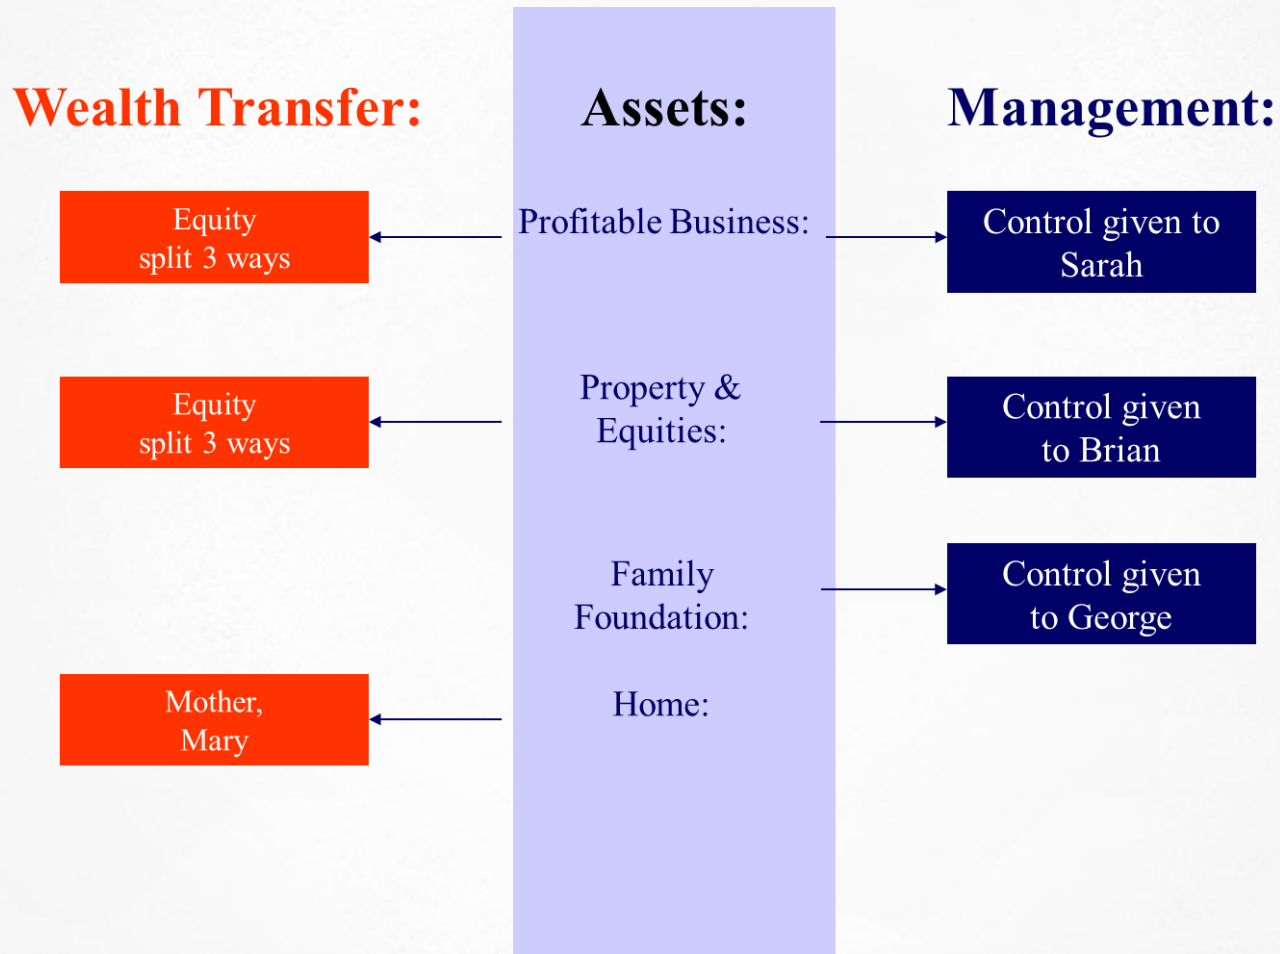 Wealth Transfer:
Assets:
Management:
Equity
split 3 ways
Profitable Business:
Control given to
Sarah
Equity
split 3 ways
Property &
Equities:
Control given
to Brian
Family
Foundation:
Control given
to George
Mother,
Mary
Home: